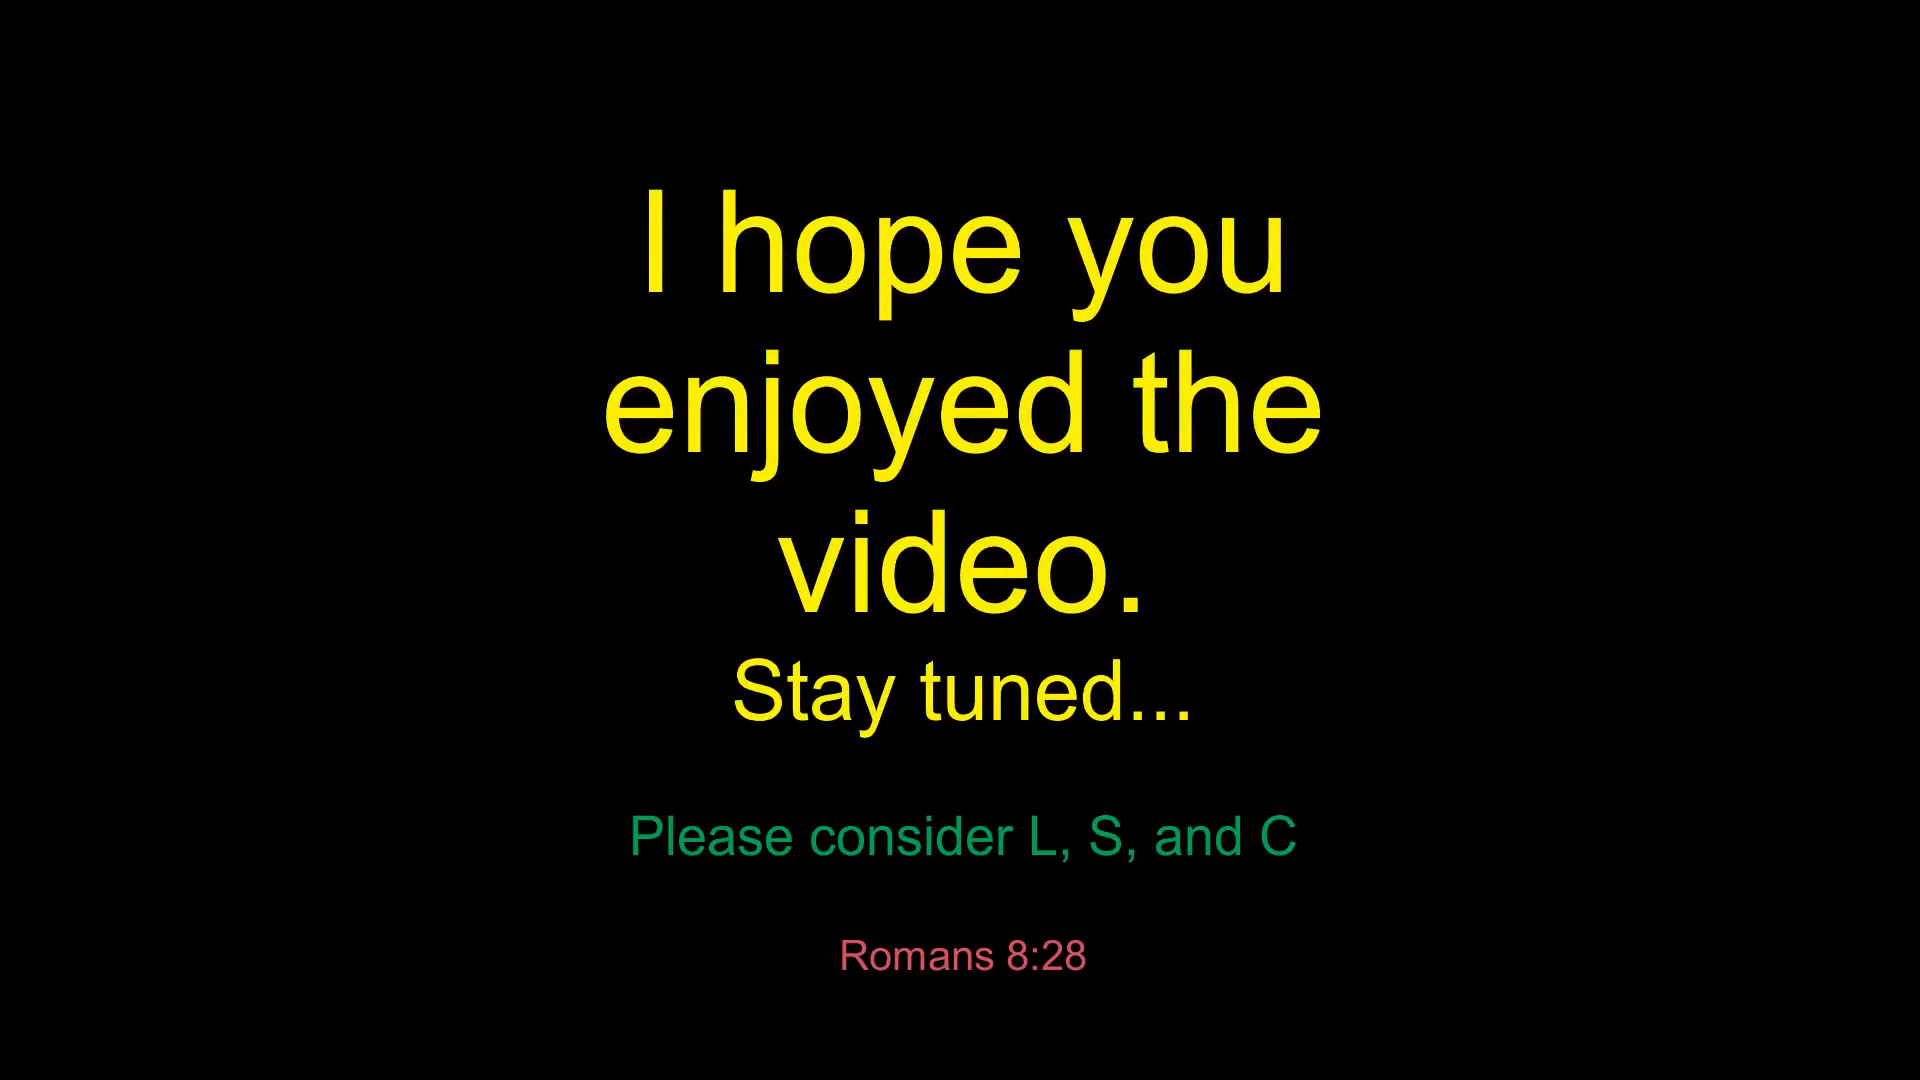 I hope you
enjoyed the
video.
Stay tuned...
Please consider L, S, and C
Romans 8:28